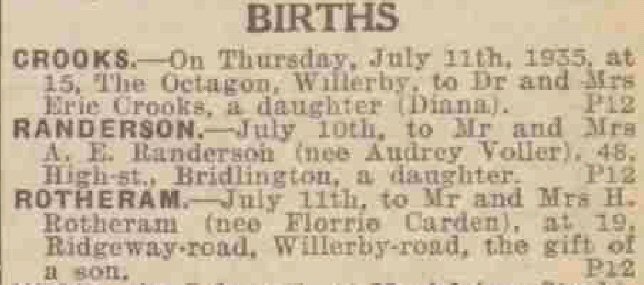 BIRTHS
CROOKS.—On Thursday, July 11th, 1935, at
15, The Octagon, Willerby, to Dr and Mrs
Eric Crooks, a daughter (Diana). P12
RANDERSON.—July 10th, to Mr and Mrs
A. E. Randerson (nee Audrey Voller), 48,
High-st., Bridlington, a daughter. P12
ROTHERAM.—July 11th, to Mr and Mrs H.
Rotheram (nee Florrie Carden), at 19,
Ridgeway-road, Willerby-road, the gift of
a son. P12